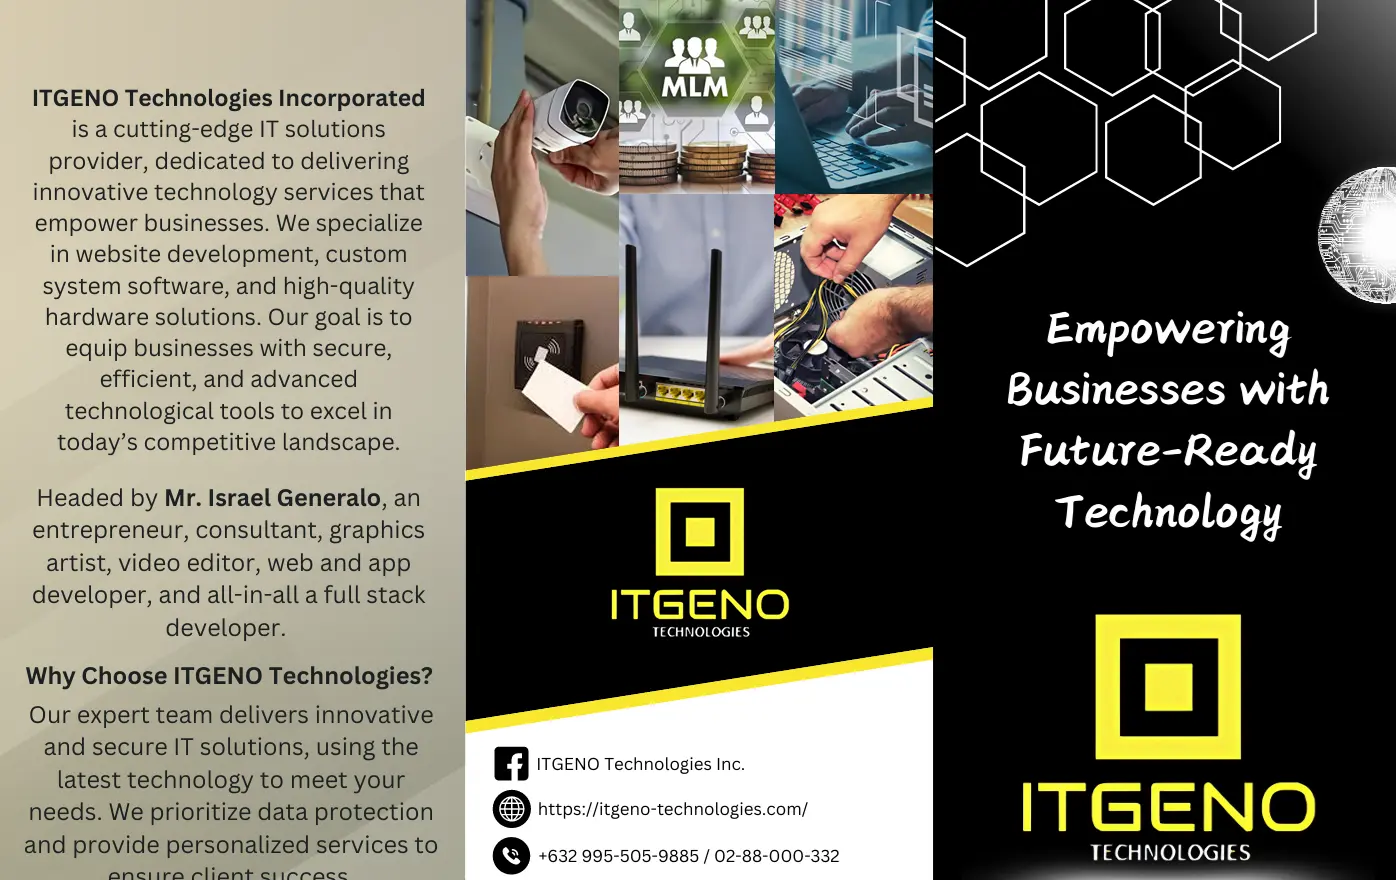 ITGENO Technologies Incorporated
is a cutting-edge IT solutions
provider, dedicated to delivering
innovative technology services that
empower businesses. We specialize
in website development, custom
system software, and high-quality
hardware solutions. Our goal is to
equip businesses with secure,
efficient, and advanced
technological tools to excel in
today’s competitive landscape.
Headed by Mr. Israel Generalo, an
entrepreneur, consultant, graphics
artist, video editor, web and app
developer, and all-in-all a full stack
developer.
Why Choose ITGENO Technologies?
Our expert team delivers innovative
and secure IT solutions, using the
latest technology to meet your
needs. We prioritize data protection
and provide personalized services to
ensure client success
MLM
ITGENO
TECHNOLOGIES
ITGENO Technologies Inc.
https://itgeno-technologies.com/
+632 995-505-9885 / 02-88-000-332
Empowering
Businesses with
Future-Ready
Technology
ITGENO
TECHNOLOGIES